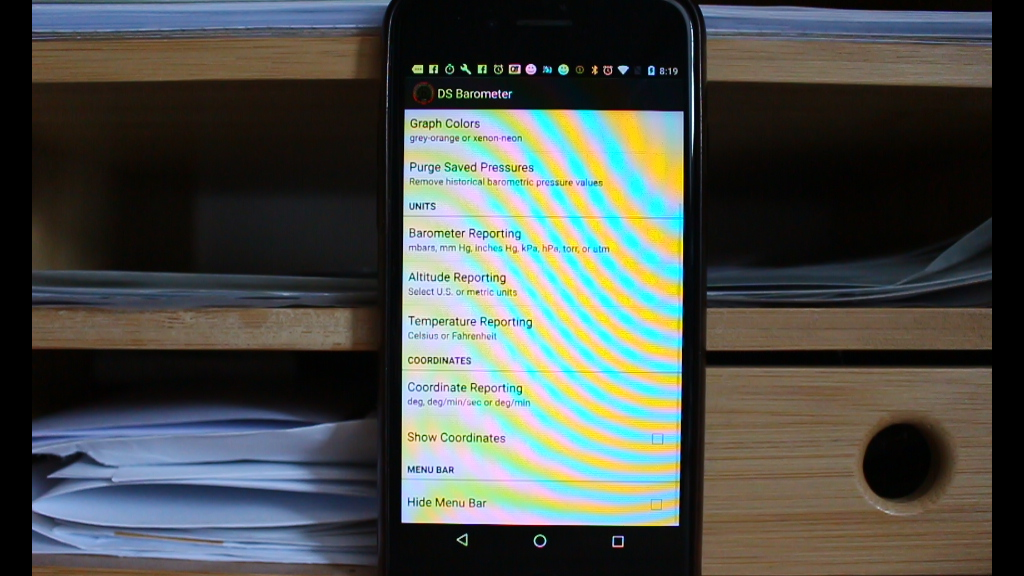 8:19
DS Barometer
Graph Colors
grey-orange or xenon-neon
Purge Saved Pressures
Remove historical barometric pressure values
UNITS
Barometer Reporting
mbars, mm Hg, inches Hg, kPa, hPa, torr, or atm
Altitude Reporting
Select U.S. or metric units
Temperature Reporting
Celsius or Fahrenheit
COORDINATES
Coordinate Reporting
deg, deg/min/sec or deg/min
Show Coordinates
MENU BAR
Hide Menu Bar